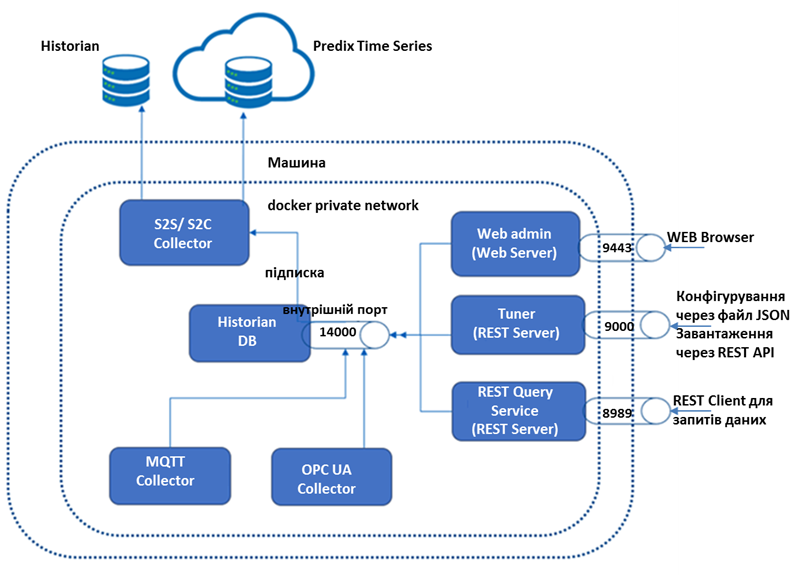 Historian
Predix Time Series
Машина
docker private network
S2S/ S2C
Collector
Web admin
(Web Server)
9443
WEB Browser
підписка
внутрішній порт
Historian
DB
14000
Tuner
(REST Server)
9000
Конфігурування
через файл JSON
Завантаження
через REST API
REST Query
Service
(REST Server)
8989
REST Client для
запитів даних
MQTT
Collector
OPC UA
Collector